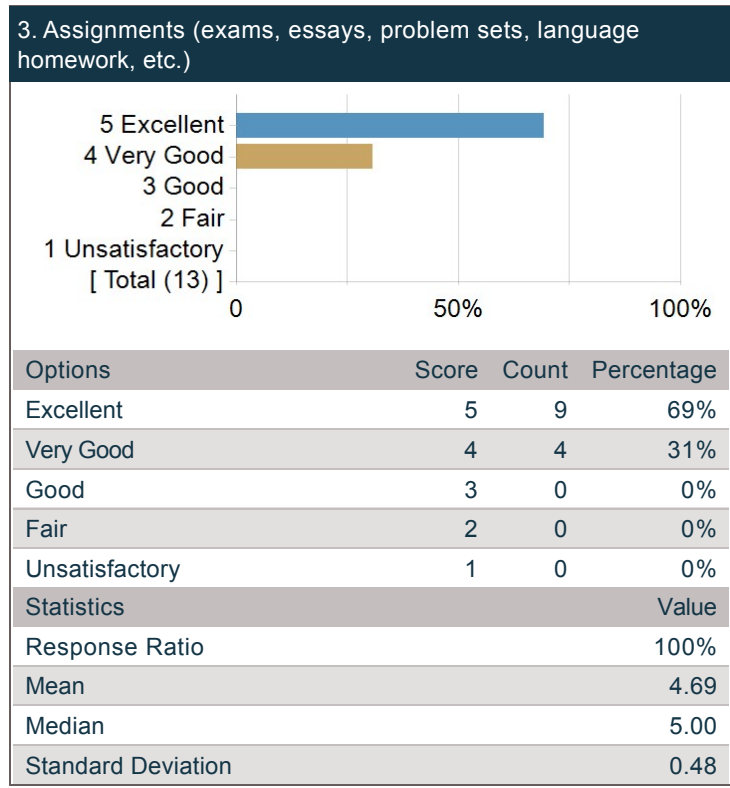 3. Assignments (exams, essays, problem sets, language
homework, etc.)
5 Excellent
4 Very Good
3 Good
2 Fair
1 Unsatisfactory
[ Total (13) ]
0 50% 100%
Options Score Count Percentage
Excellent 5 9 69%
Very Good 4 4 31%
Good 3 0 0%
Fair 2 0 0%
Unsatisfactory 1 0 0%
Statistics Value
Response Ratio 100%
Mean 4.69
Median 5.00
Standard Deviation 0.48